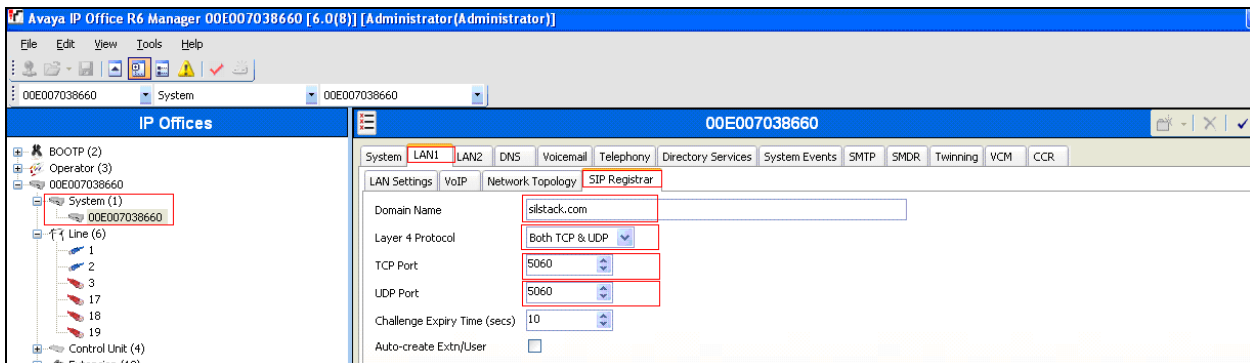 Avaya IP Office R6 Manager 00E007038660 [6.0(8)] [Administrator(Administrator)]
File Edit View Tools Help
00E007038660 System 00E007038660
IP Offices
00E007038660
BOOTP (2)
Operator (3)
00E007038660
System (1)
00E007038660
Line (6)
1
2
3
17
18
19
Control Unit (4)
System LAN1 LAN2 DNS Voicemail Telephony Directory Services System Events SMTP SMDR Twinning VCM CCR
LAN Settings VoIP Network Topology SIP Registrar
Domain Name silstack.com
Layer 4 Protocol Both TCP & UDP
TCP Port 5060
UDP Port 5060
Challenge Expiry Time (secs) 10
Auto-create Extn/User